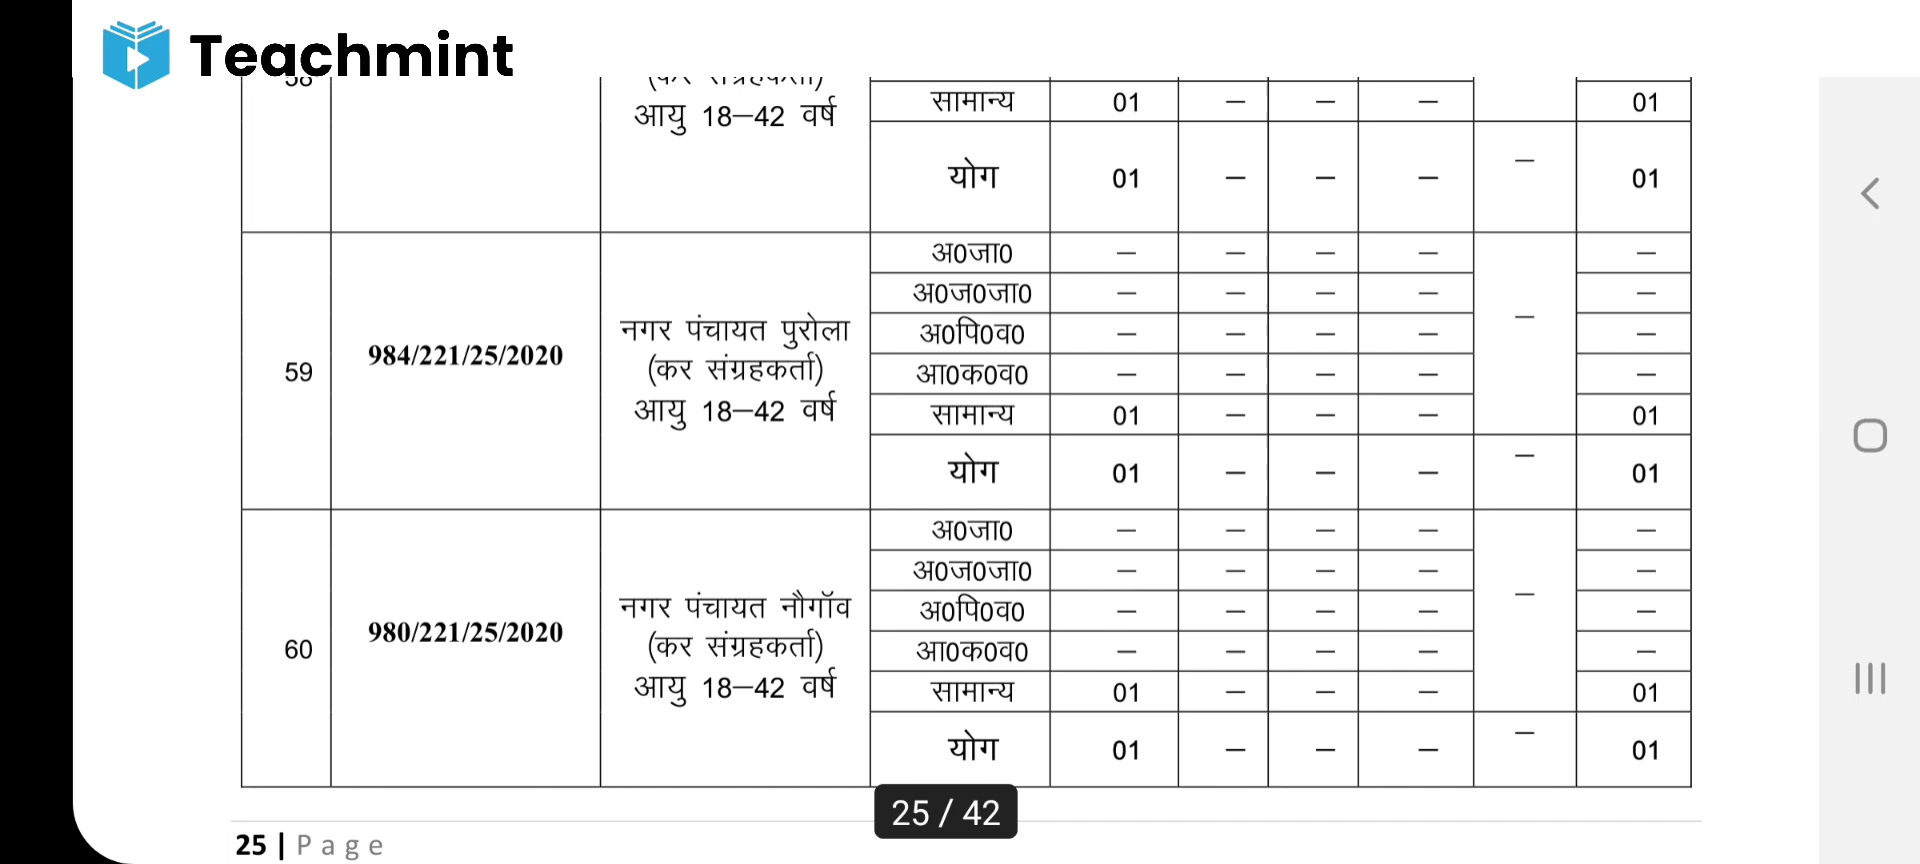 Teachmint
58
(कर संग्रहकर्ता)
आयु 18–42 वर्ष
सामान्य 01 – – – 01
योग 01 – – – – 01
59
984/221/25/2020
नगर पंचायत पुरोला
(कर संग्रहकर्ता)
आयु 18–42 वर्ष
अ0जा0 – – – – – –
अ0ज0जा0 – – – – –
अ0पि0व0 – – – – –
आ0क0व0 – – – – –
सामान्य 01 – – – 01
योग 01 – – – – 01
60
980/221/25/2020
नगर पंचायत नौगॉव
(कर संग्रहकर्ता)
आयु 18–42 वर्ष
अ0जा0 – – – – – –
अ0ज0जा0 – – – – –
अ0पि0व0 – – – – –
आ0क0व0 – – – – –
सामान्य 01 – – – 01
योग 01 – – – – 01
25 / 42
25 | Page